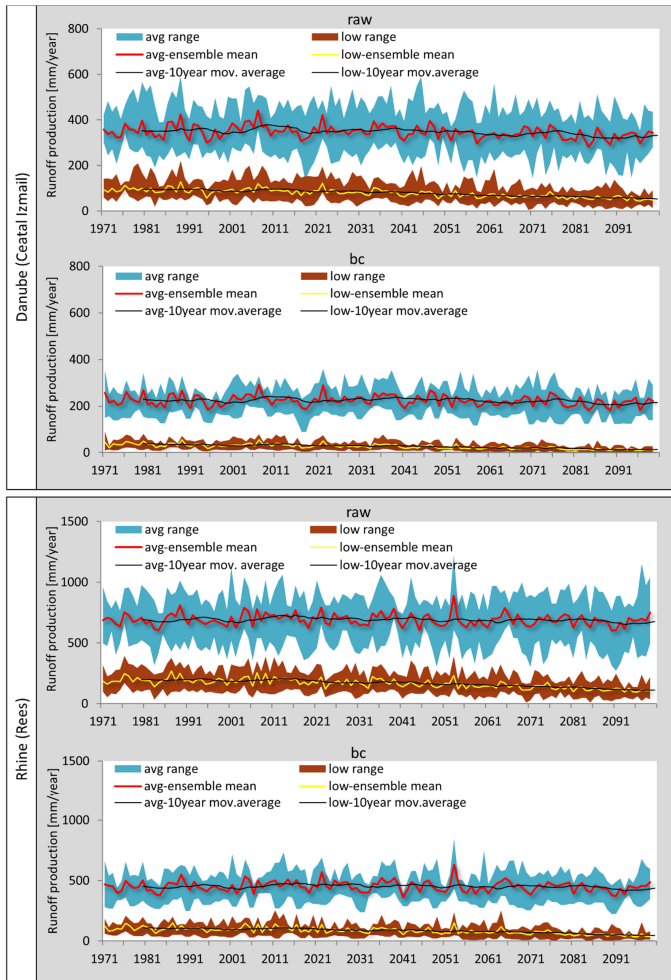 raw
800
600
400
200
0
Runoff production [mm/year]
avg range
low range
avg-ensemble mean
low-ensemble mean
avg-10year mov. average
low-10year mov.average
1971 1981 1991 2001 2011 2021 2031 2041 2051 2061 2071 2081 2091
bc
800
600
400
200
0
Runoff production [mm/year]
avg range
low range
avg-ensemble mean
low-ensemble mean
avg-10year mov.average
low-10year mov.average
1971 1981 1991 2001 2011 2021 2031 2041 2051 2061 2071 2081 2091
Danube (Ceatal Izmail)
raw
1500
1000
500
0
Runoff production [mm/year]
avg range
low range
avg-ensemble mean
low-ensemble mean
avg-10year mov. average
low-10year mov.average
1971 1981 1991 2001 2011 2021 2031 2041 2051 2061 2071 2081 2091
bc
1500
1000
500
0
Runoff production [mm/year]
avg range
low range
avg-ensemble mean
low-ensemble mean
avg-10year mov.average
low-10year mov.average
1971 1981 1991 2001 2011 2021 2031 2041 2051 2061 2071 2081 2091
Rhine (Rees)